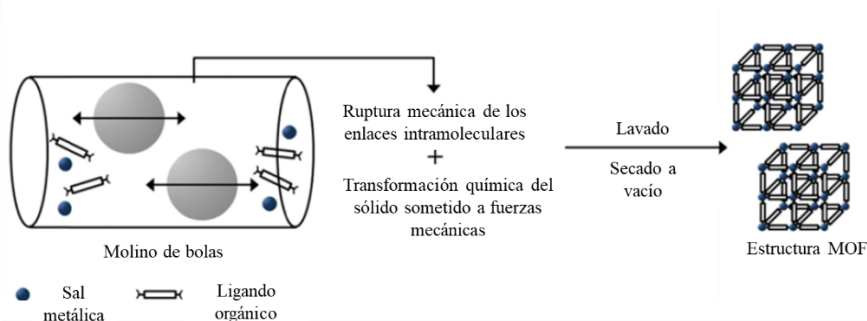 Ruptura mecánica de los
enlaces intramoleculares
+
Transformación química del
sólido sometido a fuerzas
mecánicas
Lavado
Secado a
vacío
Molino de bolas
Estructura MOF
Sal
metálica
Ligando
orgánico